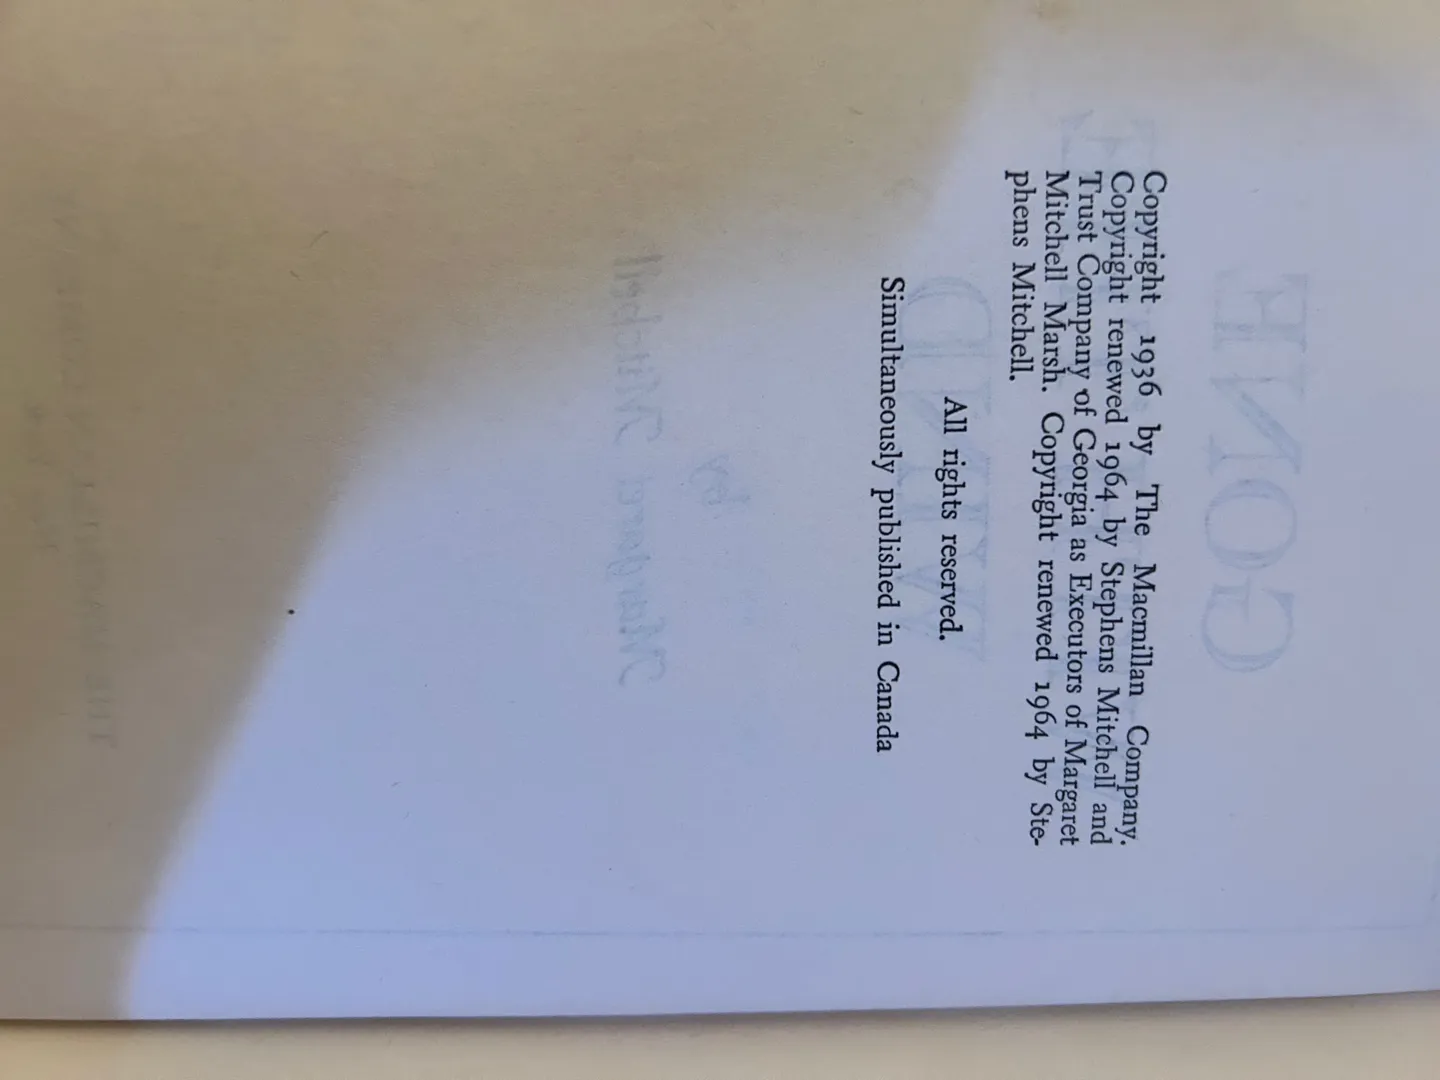 Copyright 1936 by The Macmillan Company.
Copyright renewed 1964 by Stephens Mitchell and
Trust Company of Georgia as Executors of Margaret
Mitchell Marsh. Copyright renewed 1964 by Ste-
phens Mitchell.
All rights reserved.
Simultaneously published in Canada